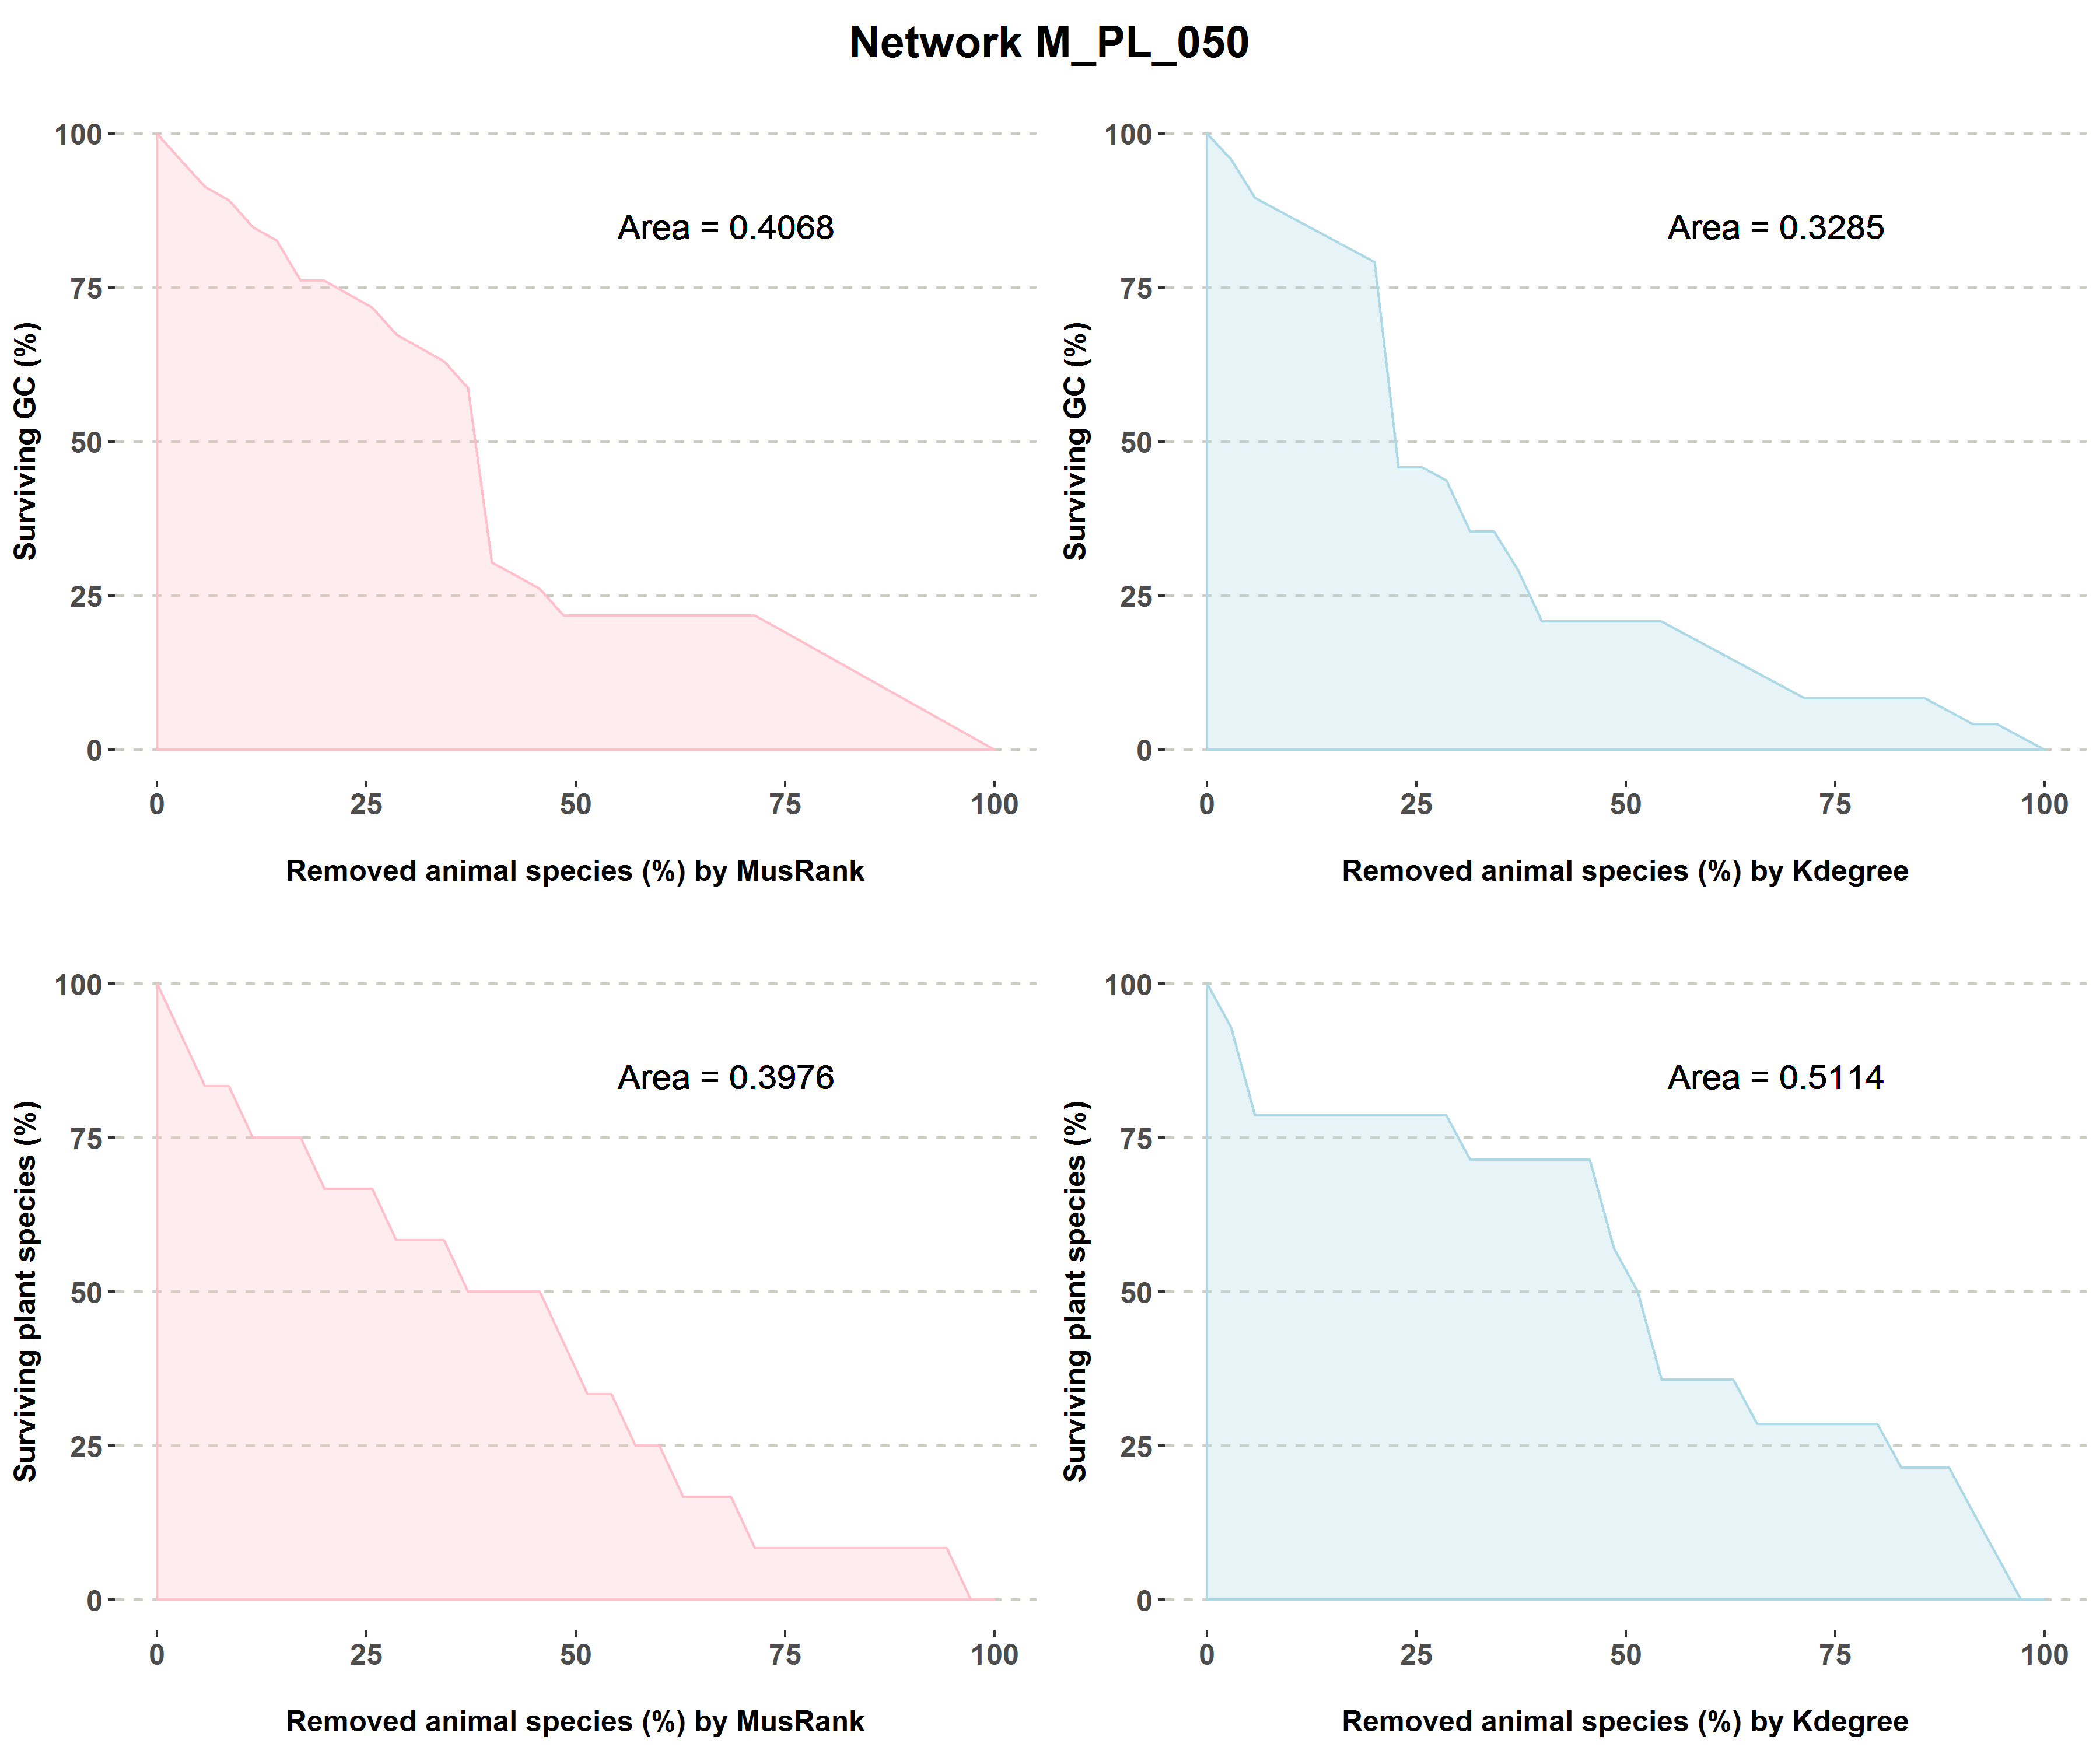 Network M_PL_050
100
75
50
25
0
Surviving GC (%)
Area = 0.4068
0 25 50 75 100
Removed animal species (%) by MusRank
100
75
50
25
0
Surviving GC (%)
Area = 0.3285
0 25 50 75 100
Removed animal species (%) by Kdegree
100
75
50
25
0
Surviving plant species (%)
Area = 0.3976
0 25 50 75 100
Removed animal species (%) by MusRank
100
75
50
25
0
Surviving plant species (%)
Area = 0.5114
0 25 50 75 100
Removed animal species (%) by Kdegree